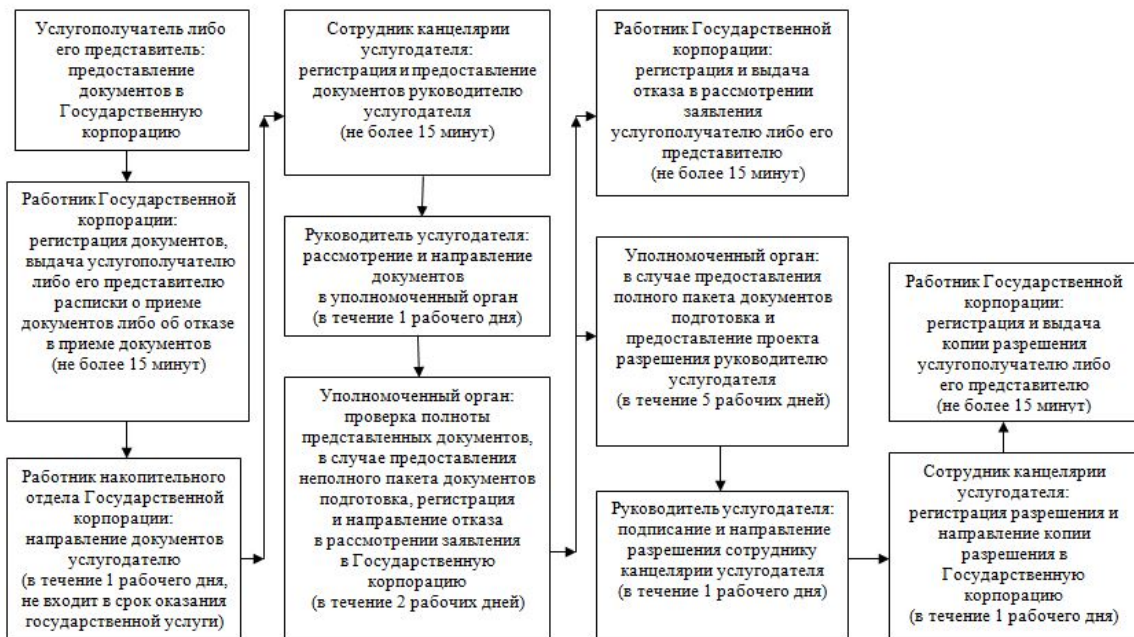 Услугополучатель либо
его представитель:
предоставление
документов в
Государственную
корпорацию
Работник Государственной
корпорации:
регистрация документов,
выдача услугополучателю
либо его представителю
расписки о приеме
документов либо об отказе
в приеме документов
(не более 15 минут)
Работник накопительного
отдела Государственной
корпорации:
направление документов
услугодателю
(в течение 1 рабочего дня,
не входит в срок оказания
государственной услуги)
Сотрудник канцелярии
услугодателя:
регистрация и предоставление
документов руководителю
услугодателя
(не более 15 минут)
Руководитель услугодателя:
рассмотрение и направление
документов
в уполномоченный орган
(в течение 1 рабочего дня)
Уполномоченный орган:
проверка полноты
представленных документов,
в случае предоставления
неполного пакета документов
подготовка, регистрация
и направление отказа
в рассмотрении заявления
в Государственную
корпорацию
(в течение 2 рабочих дней)
Работник Государственной
корпорации:
регистрация и выдача
отказа в рассмотрении
заявления
услугополучателю либо его
представителю
(не более 15 минут)
Уполномоченный орган:
в случае предоставления
полного пакета документов
подготовка и
предоставление проекта
разрешения руководителю
услугодателя
(в течение 5 рабочих дней)
Руководитель услугодателя:
подписание и направление
разрешения сотруднику
канцелярии услугодателя
(в течение 1 рабочего дня)
Работник Государственной
корпорации:
регистрация и выдача
копии разрешения
услугополучателю либо
его представителю
(не более 15 минут)
Сотрудник канцелярии
услугодателя:
регистрация разрешения и
направление копии
разрешения в
Государственную
корпорацию
(в течение 1 рабочего дня)